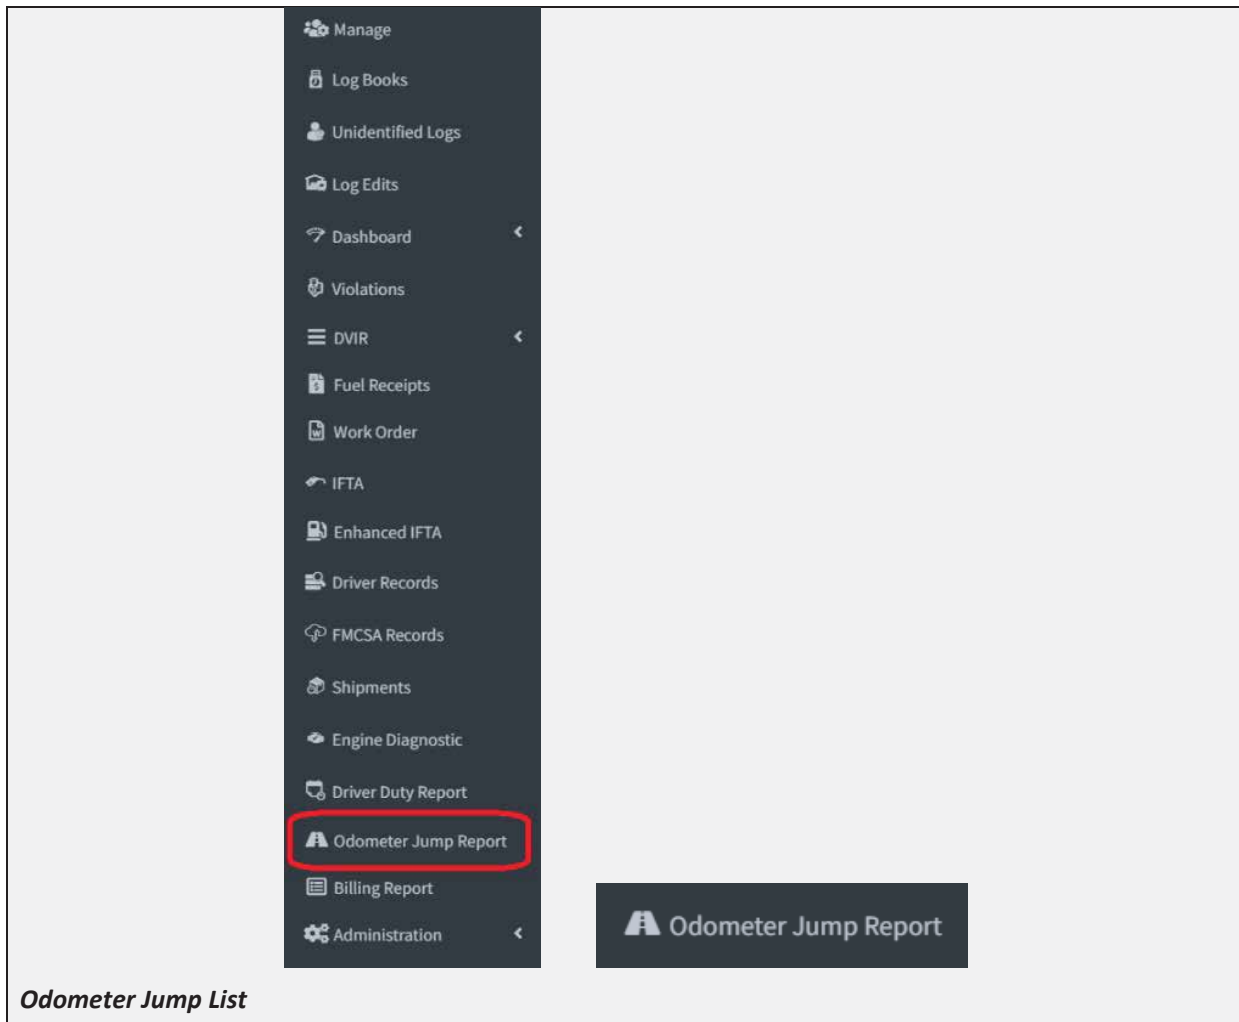 Manage
Log Books
Unidentified Logs
Log Edits
Dashboard
Violations
DVIR
Fuel Receipts
Work Order
IFTA
Enhanced IFTA
Driver Records
FMCSA Records
Shipments
Engine Diagnostic
Driver Duty Report
Odometer Jump Report
Billing Report
Administration
Odometer Jump Report
Odometer Jump List